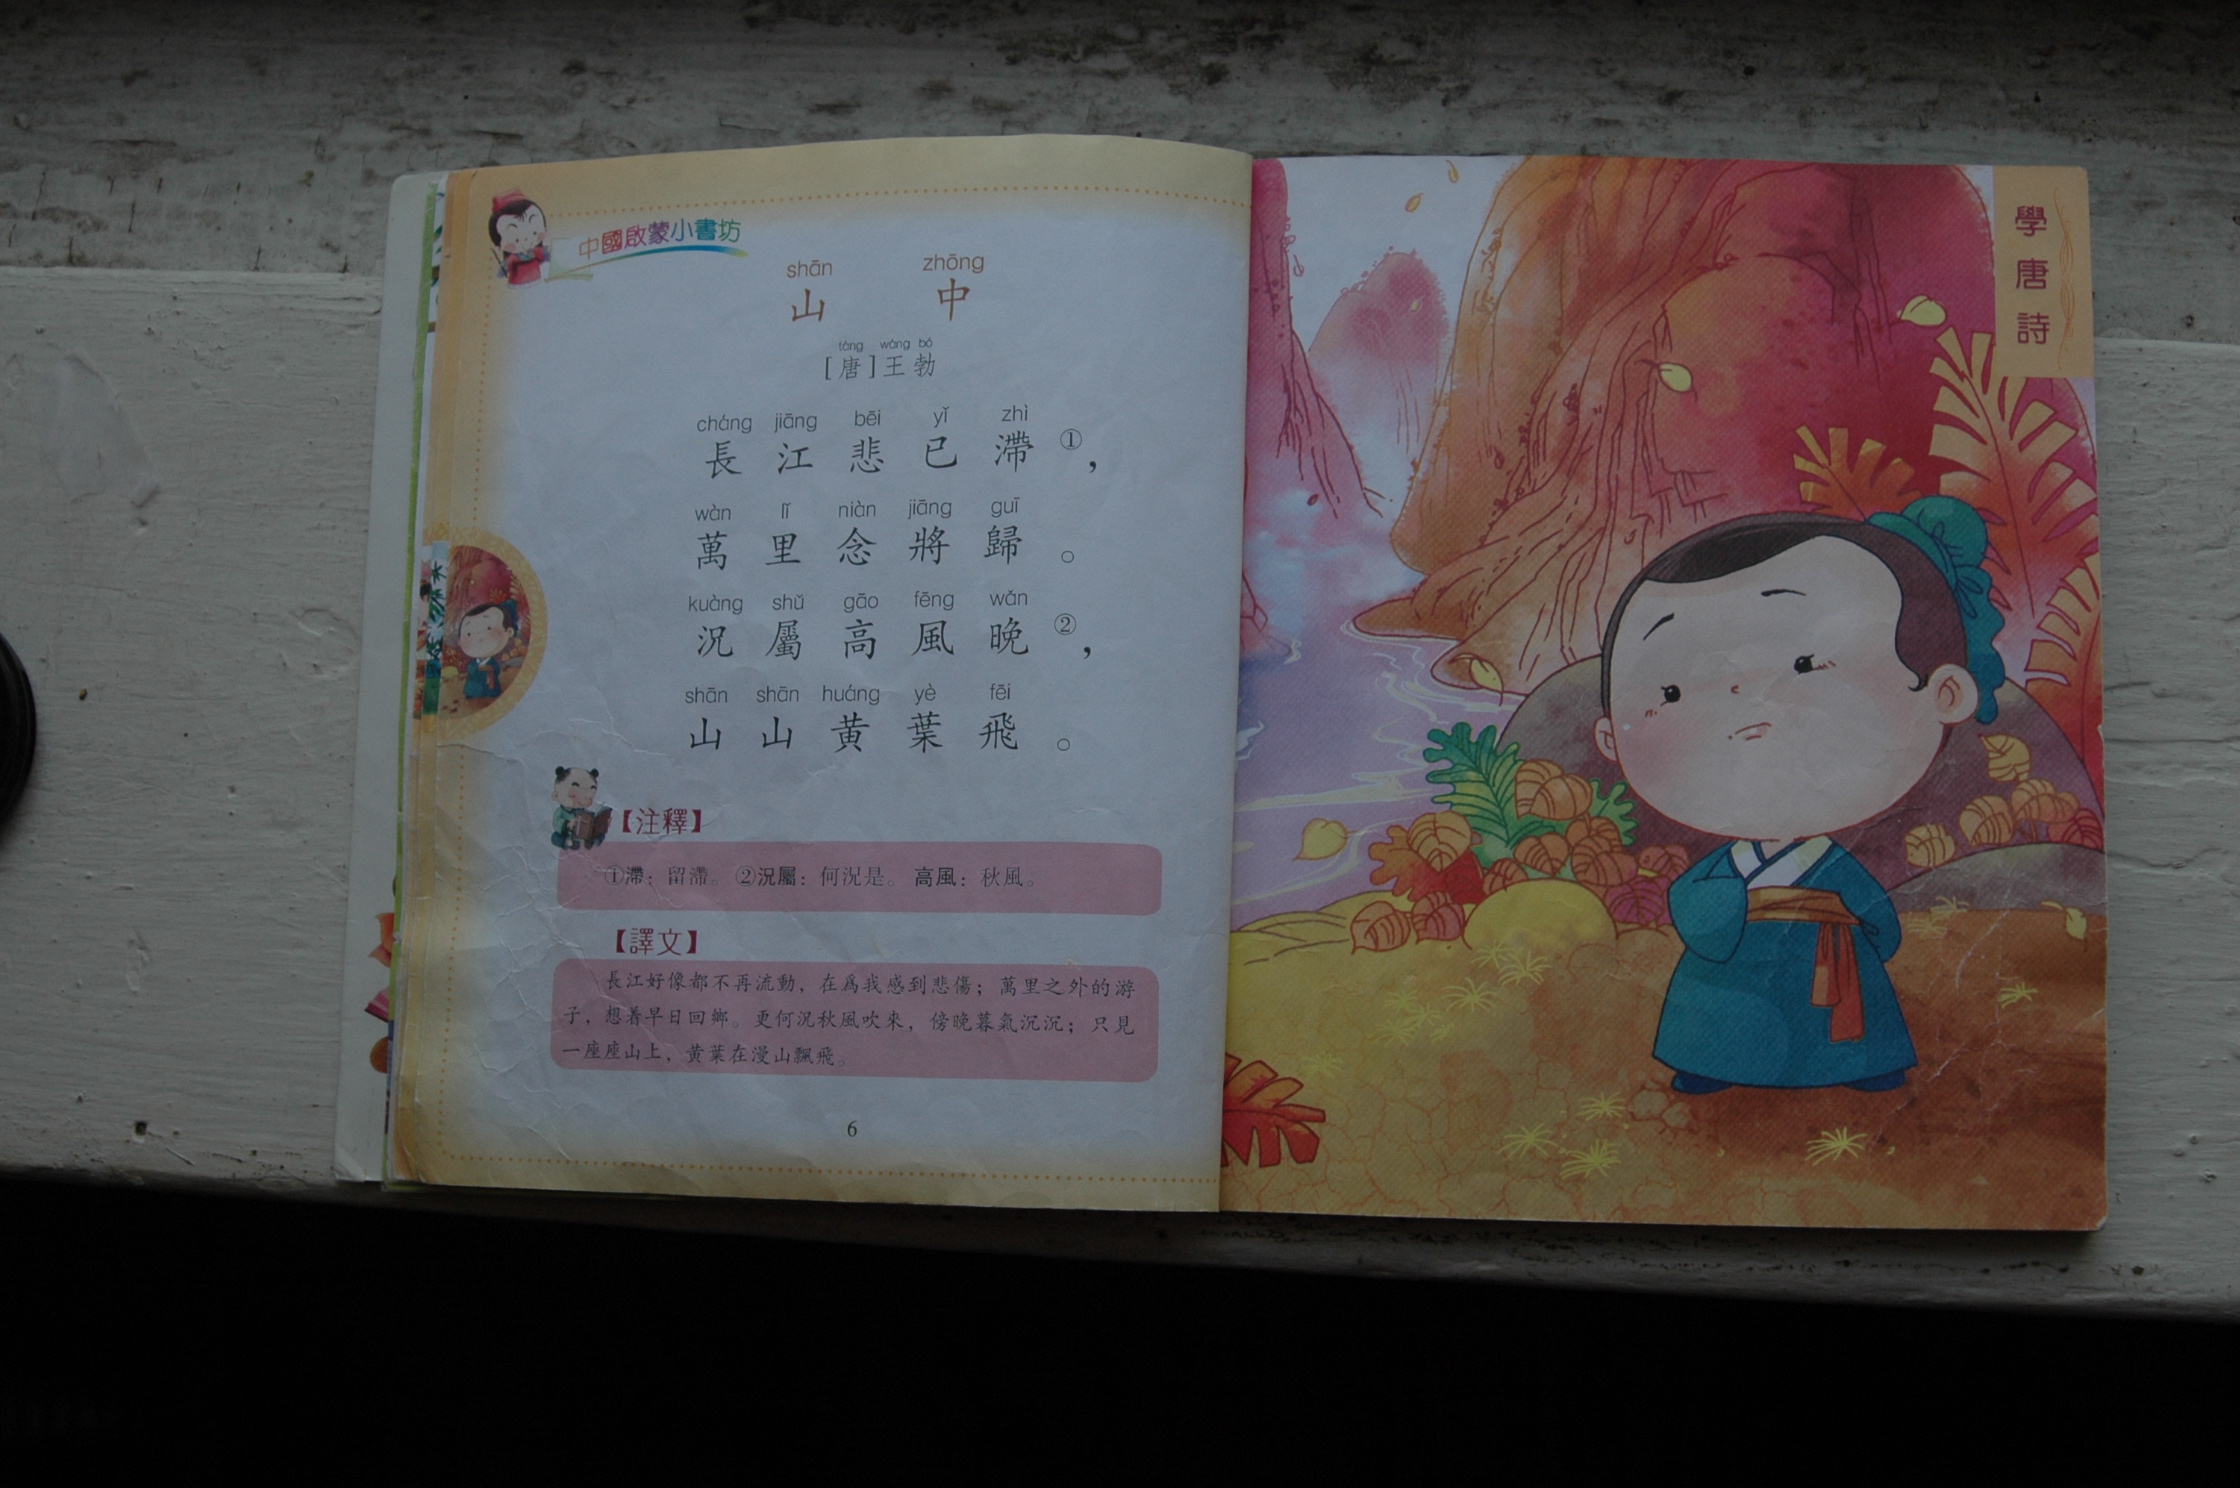 中國啟蒙小書坊
shān zhōng
山 中
táng wáng bó
[唐]王勃
cháng jiāng bēi yǐ zhì
長江悲已滯①，
wàn lǐ niàn jiāng guī
萬里念將歸。
kuàng shǔ gāo fēng wǎn
況屬高風晚②，
shān shān huáng yè fēi
山山黃葉飛。
【注釋】
①滯：留滯。②況屬：何況是。高風：秋風。
【譯文】
長江好像都不再流動，在爲我感到悲傷；萬里之外的游
子，想着早日回鄉。更何況秋風吹來，傍晚暮氣沉沉；只見
一座座山上，黃葉在漫山飄飛。
6
學唐詩